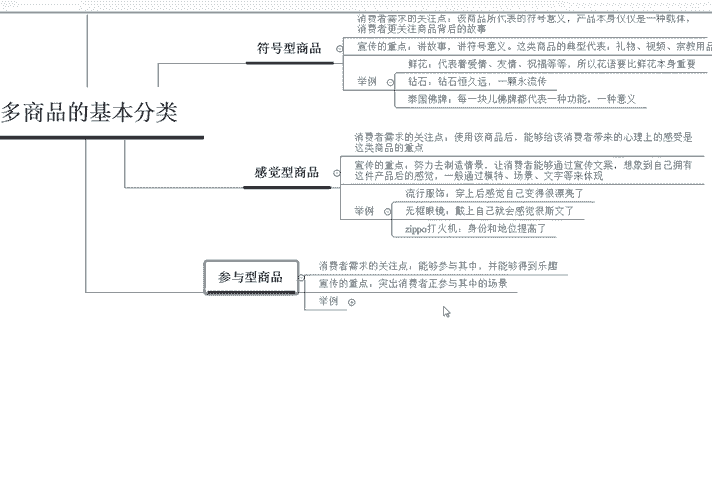 消费者需求的关注点：该商品所代表的符号意义，产品本身仅仅是一种载体，
消费者更关注商品背后的故事
符号型商品
宣传的重点：讲故事，讲符号意义。这类商品的典型代表：礼物、视频、宗教用品
鲜花：代表着爱情、友情、祝福等等，所以花语要比鲜花本身重要
举例
钻石：钻石恒久远，一颗永流传
泰国佛牌：每一块儿佛牌都代表一种功能，一种意义
多商品的基本分类
消费者需求的关注点：使用该商品后，能够给该消费者带来的心理上的感受是
这类商品的重点
感觉型商品
宣传的重点：努力去制造情景，让消费者能够通过宣传文案，想象到自己拥有
这件产品后的感觉，一般通过模特、场景、文字等来体现
流行服饰：穿上后感觉自己变得很漂亮了
举例
无框眼镜：戴上自己就会感觉很斯文了
zippo打火机：身份和地位提高了
参与型商品
消费者需求的关注点：能够参与其中，并能够得到乐趣
宣传的重点：突出消费者正参与其中的场景
举例